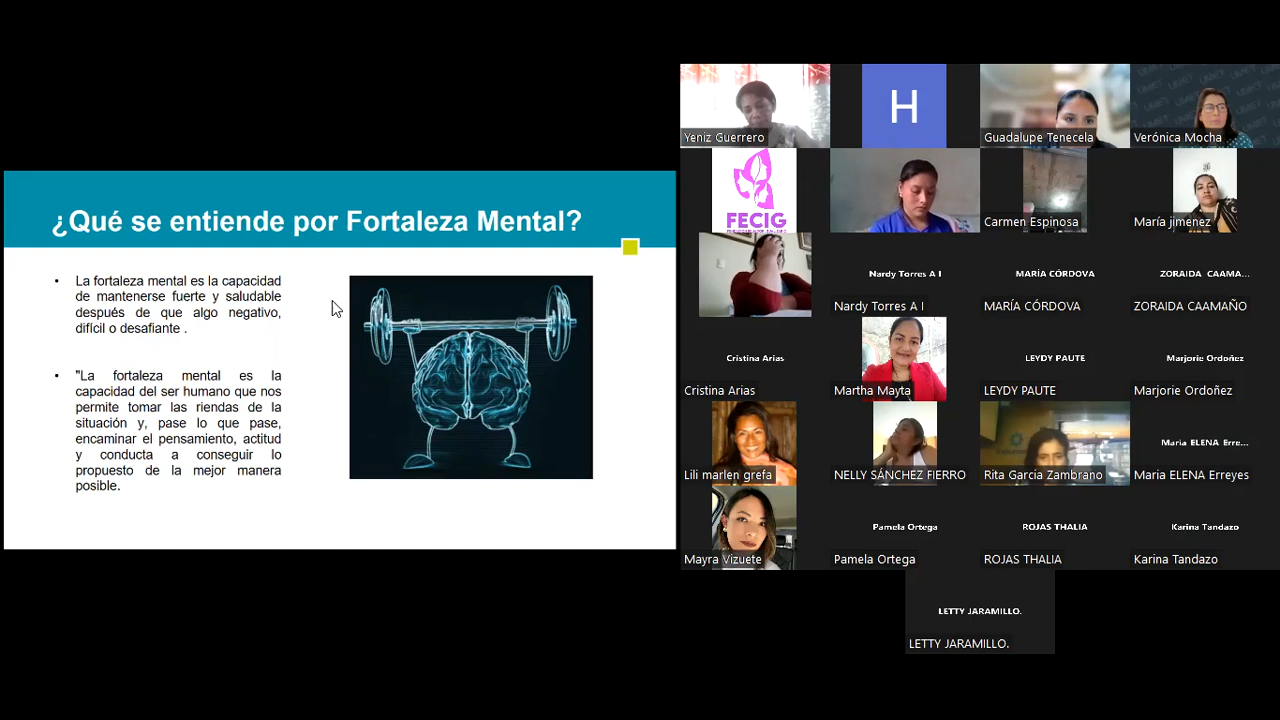 ¿Qué se entiende por Fortaleza Mental?
• La fortaleza mental es la capacidad
de mantenerse fuerte y saludable
después de que algo negativo,
difícil o desafiante .
• "La fortaleza mental es la
capacidad del ser humano que nos
permite tomar las riendas de la
situación y, pase lo que pase,
encaminar el pensamiento, actitud
y conducta a conseguir lo
propuesto de la mejor manera
posible.
Yeniz Guerrero
H
Guadalupe Tenecela
Verónica Mocha
FECIG
Carmen Espinosa
María jimenez
Nardy Torres A I
Nardy Torres A I
MARÍA CÓRDOVA
MARÍA CÓRDOVA
ZORAIDA CAAMA...
ZORAIDA CAAMAÑO
Cristina Arias
Cristina Arias
Martha Mayta
LEYDY PAUTE
LEYDY PAUTE
Marjorie Ordoñez
Marjorie Ordoñez
Lili marlen grefa
NELLY SÁNCHEZ FIERRO
Rita Garcia Zambrano
Maria ELENA Erre...
Maria ELENA Erreyes
Mayra Vizuete
Pamela Ortega
Pamela Ortega
ROJAS THALIA
ROJAS THALIA
Karina Tandazo
Karina Tandazo
LETTY JARAMILLO.
LETTY JARAMILLO.